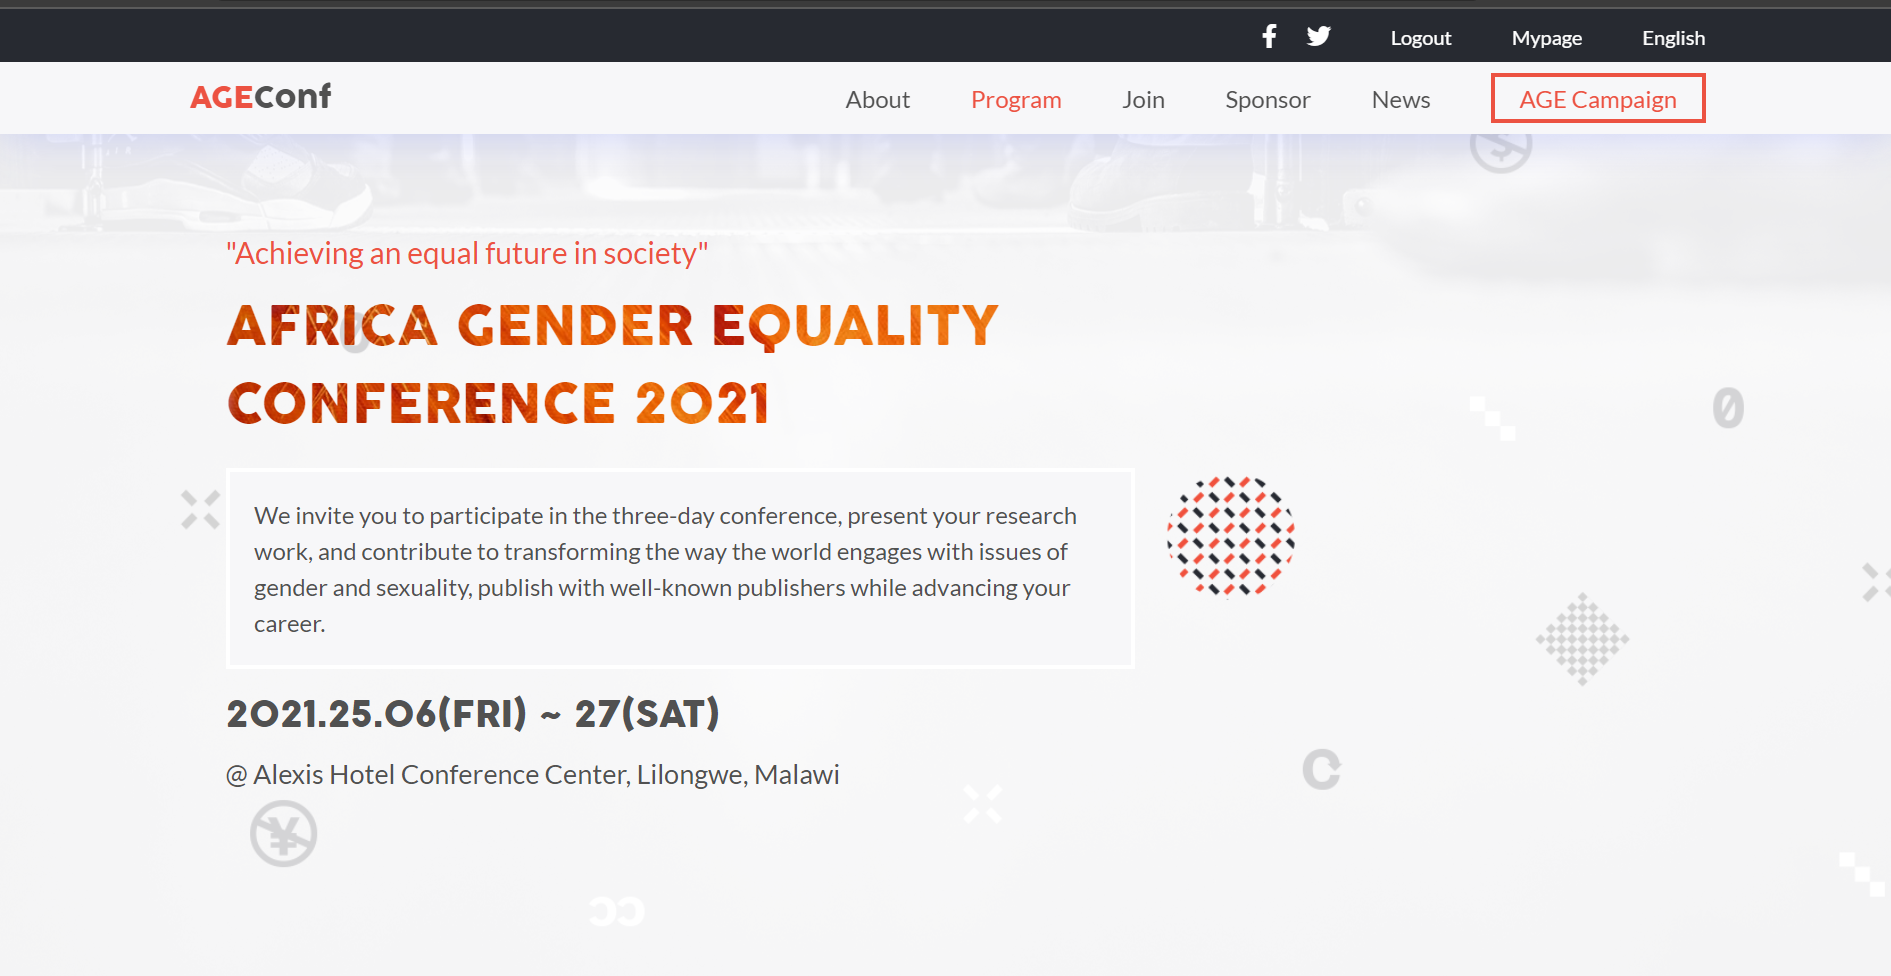 Logout Mypage English
AGEConf
About Program Join Sponsor News AGE Campaign
"Achieving an equal future in society"
AFRICA GENDER EQUALITY
CONFERENCE 2021
We invite you to participate in the three-day conference, present your research
work, and contribute to transforming the way the world engages with issues of
gender and sexuality, publish with well-known publishers while advancing your
career.
2021.25.06(FRI) ~ 27(SAT)
@ Alexis Hotel Conference Center, Lilongwe, Malawi